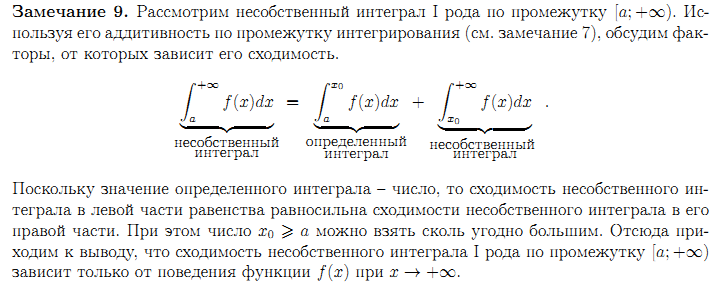 Замечание 9. Рассмотрим несобственный интеграл I рода по промежутку [a; +∞). Ис-
пользуя его аддитивность по промежутку интегрирования (см. замечание 7), обсудим фак-
торы, от которых зависит его сходимость.
∫_a^{+∞} f(x)dx = ∫_a^{x_0} f(x)dx + ∫_{x_0}^{+∞} f(x)dx .
несобственный интеграл определенный интеграл несобственный интеграл
Поскольку значение определенного интеграла – число, то сходимость несобственного ин-
теграла в левой части равенства равносильна сходимости несобственного интеграла в его
правой части. При этом число x_0 ⩾ a можно взять сколь угодно большим. Отсюда при-
ходим к выводу, что сходимость несобственного интеграла I рода по промежутку [a; +∞)
зависит только от поведения функции f(x) при x → +∞.